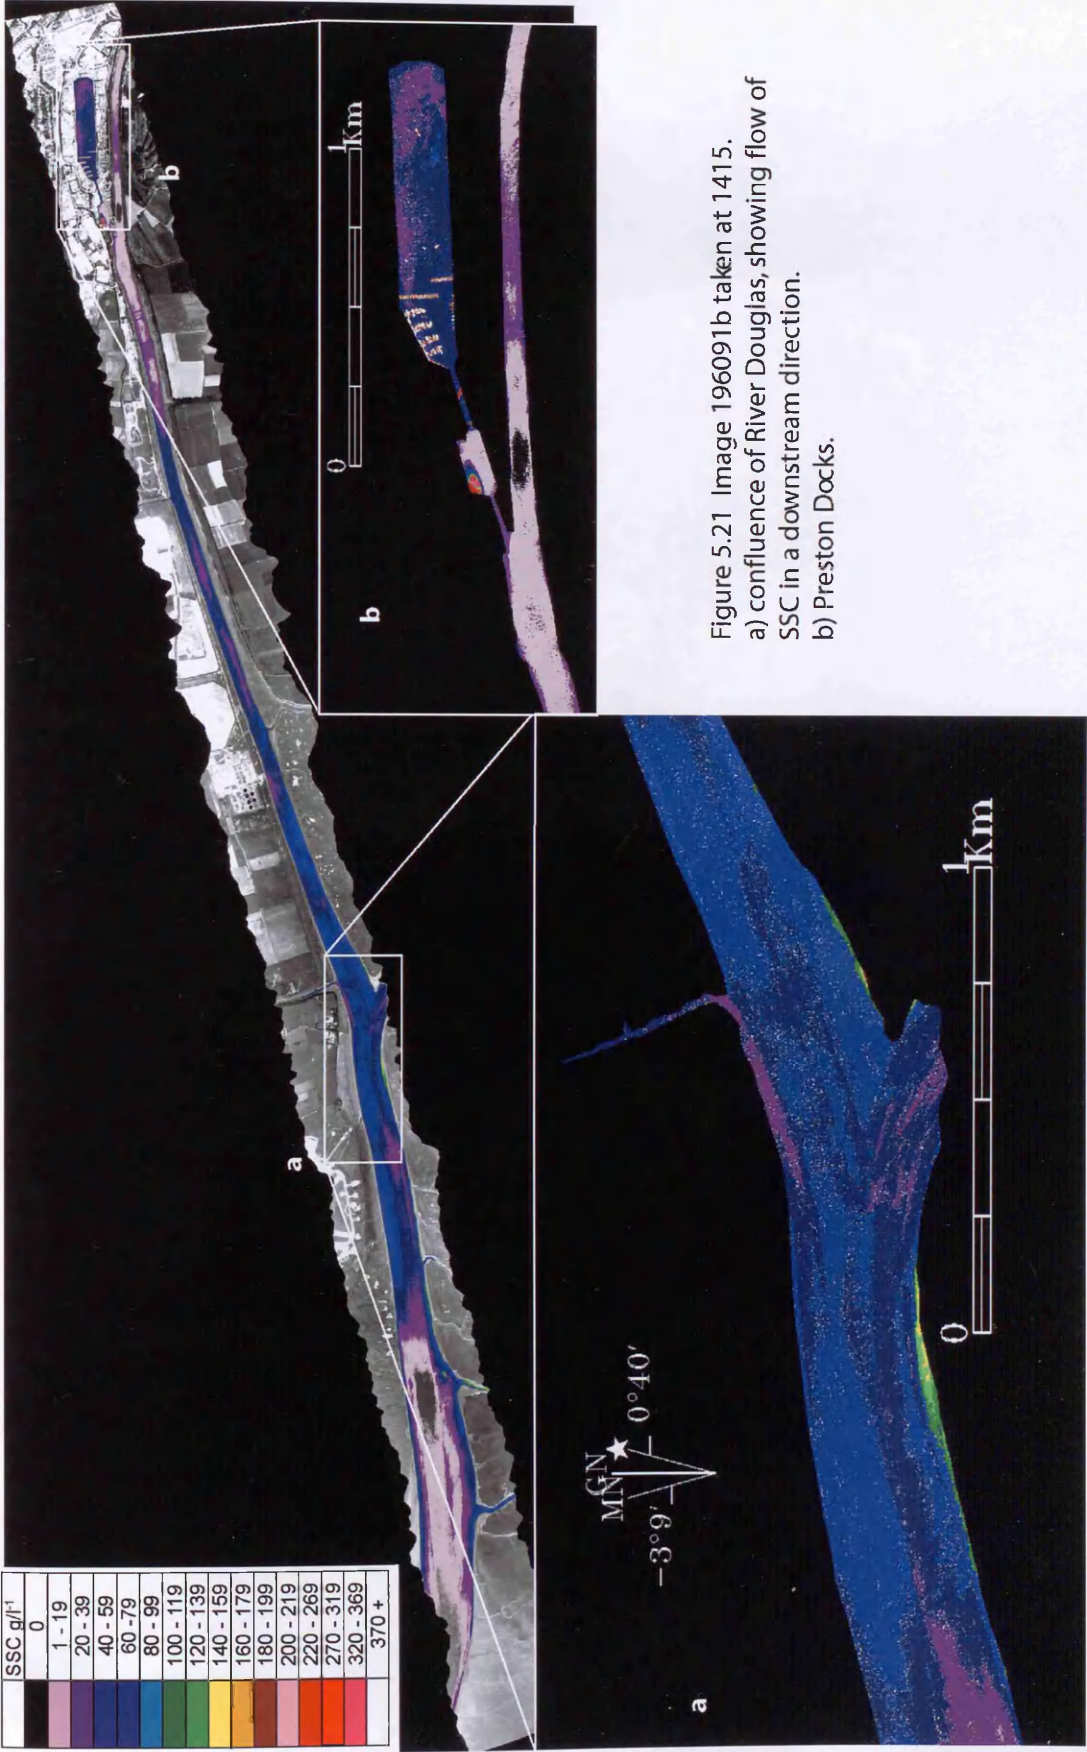 SSC g/l⁻¹
0
1 - 19
20 - 39
40 - 59
60 -79
80 - 99
100 - 119
120 - 139
140 - 159
160 - 179
180 - 199
200 - 219
220 - 269
270 - 319
320 - 369
370 +
a
b
b
0
1
Km
a
MN
GN
-3°9′
0°40′
0
1
Km
Figure 5.21 Image 196091b taken at 1415.
a) confluence of River Douglas, showing flow of
SSC in a downstream direction.
b) Preston Docks.